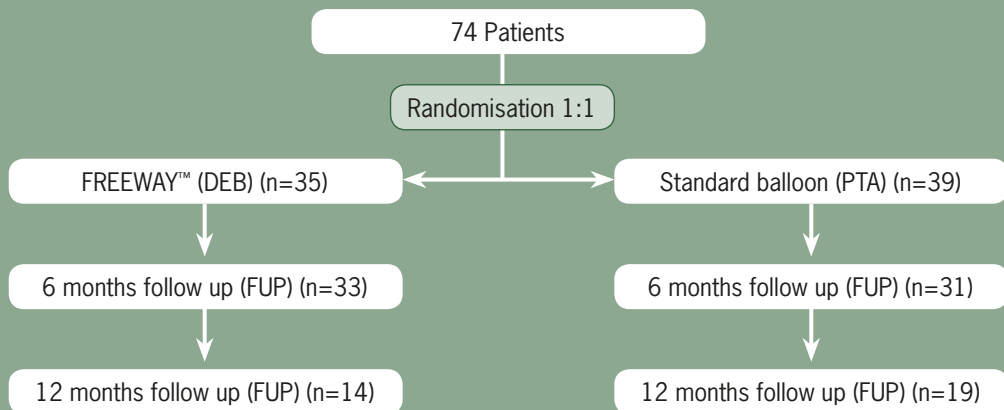 74 Patients
Randomisation 1:1
FREEWAY™ (DEB) (n=35)
Standard balloon (PTA) (n=39)
6 months follow up (FUP) (n=33)
6 months follow up (FUP) (n=31)
12 months follow up (FUP) (n=14)
12 months follow up (FUP) (n=19)